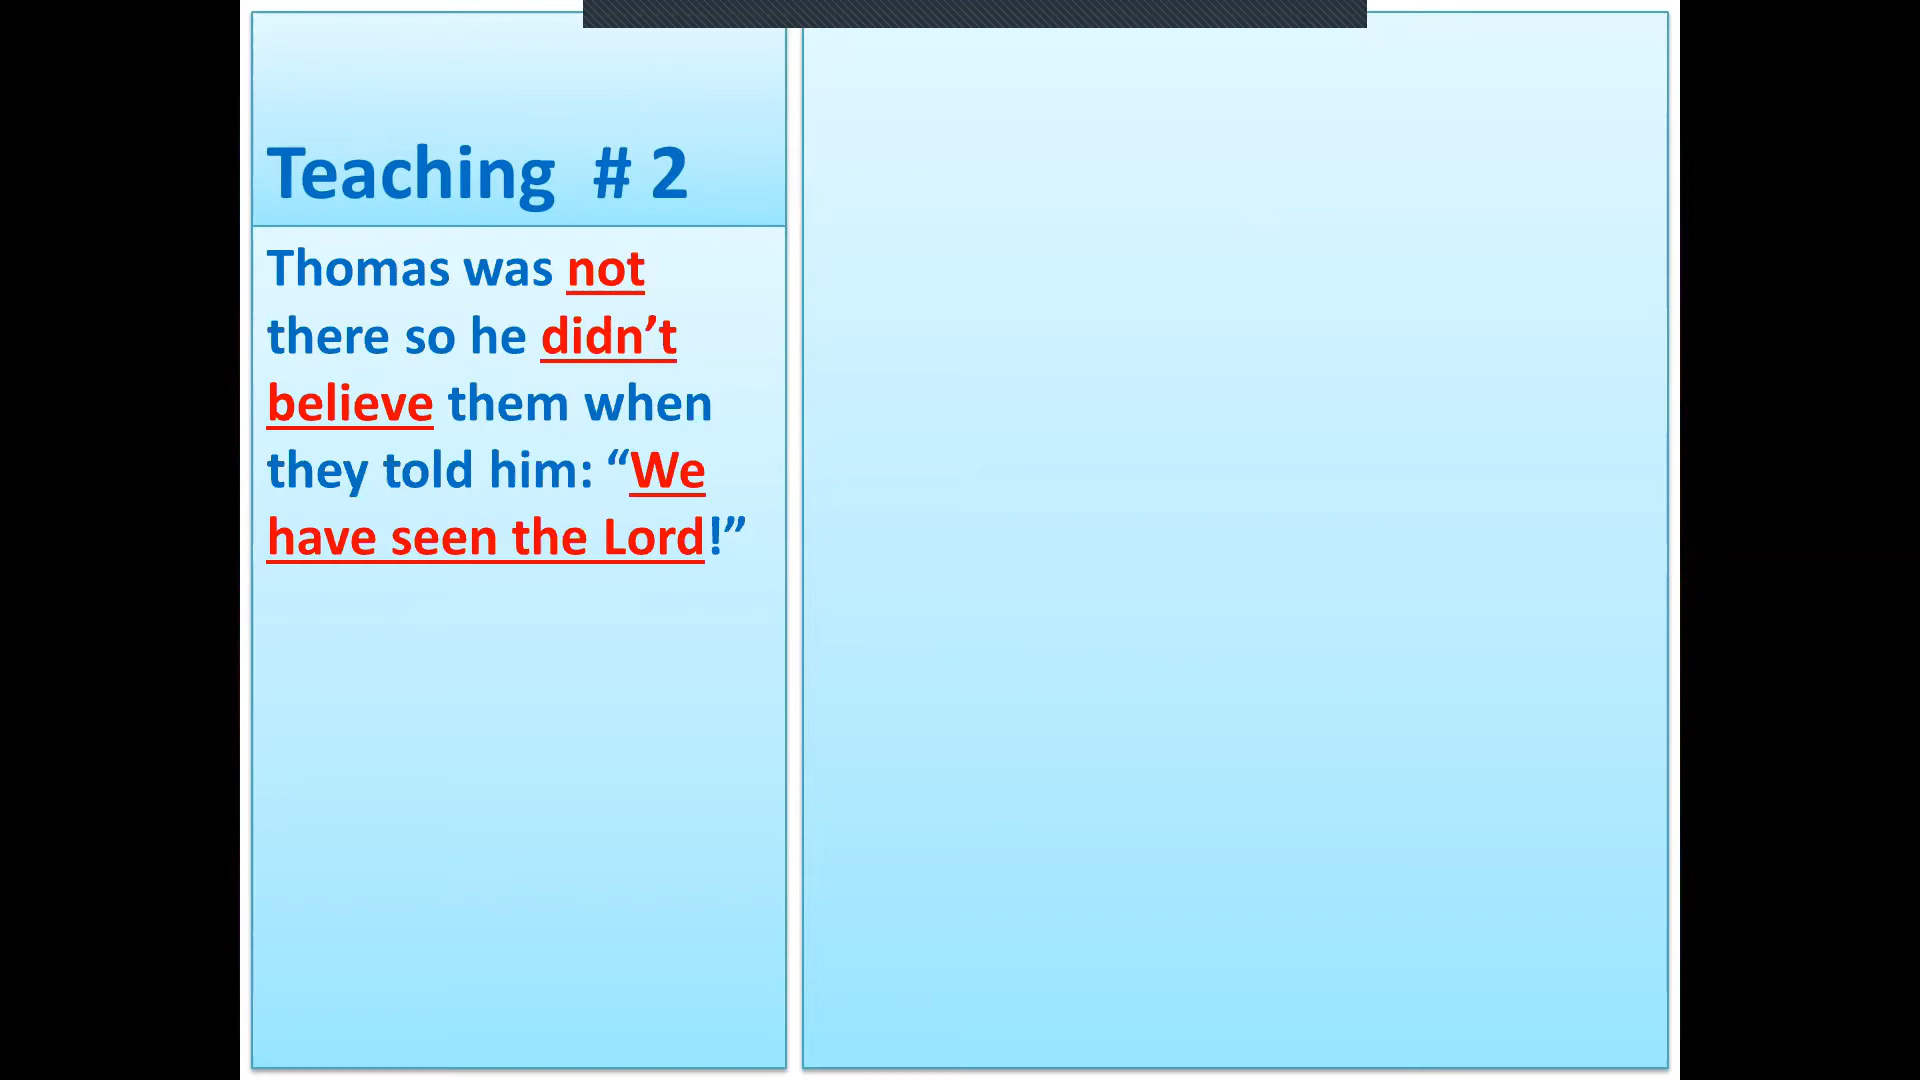 Teaching # 2
Thomas was not
there so he didn’t
believe them when
they told him: “We
have seen the Lord!”